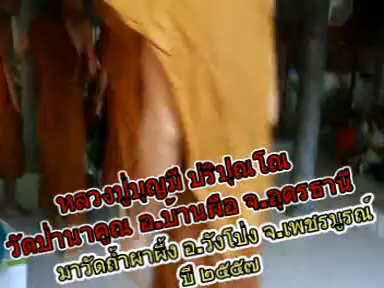 หลวงปู่บุญมี ปริปุณโณ
วัดป่านาคูณ อ.บ้านผือ จ.อุดรธานี
มาวัดถ้ำผาผึ้ง อ.วังโป่ง จ.เพชรบูรณ์
ปี ๒๕๕๗